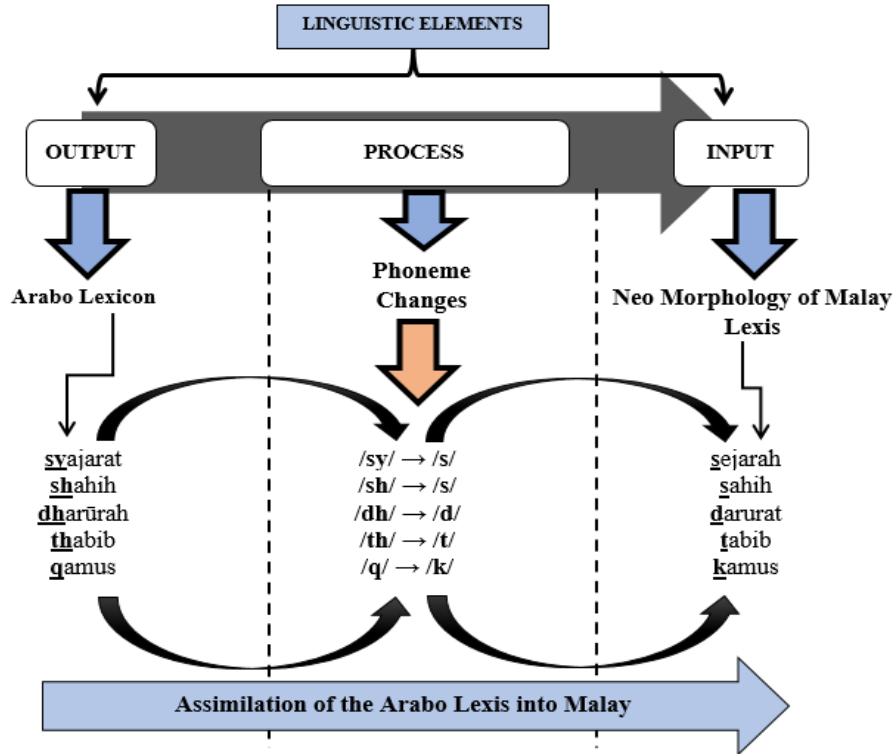 LINGUISTIC ELEMENTS
OUTPUT
PROCESS
INPUT
Arabo Lexicon
Phoneme
Changes
Neo Morphology of Malay
Lexis
syajarat
shahih
dharūrah
thabib
qamus
/sy/ → /s/
/sh/ → /s/
/dh/ → /d/
/th/ → /t/
/q/ → /k/
sejarah
sahih
darurat
tabib
kamus
Assimilation of the Arabo Lexis into Malay